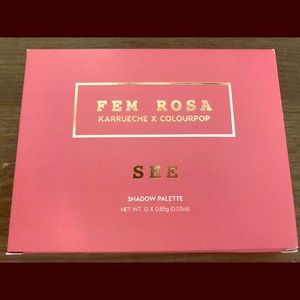 FEM ROSA
KARRUECHE X COLOURPOP
SHE
SHADOW PALETTE
NET WT. 12 X 0.85g (0.03oz)